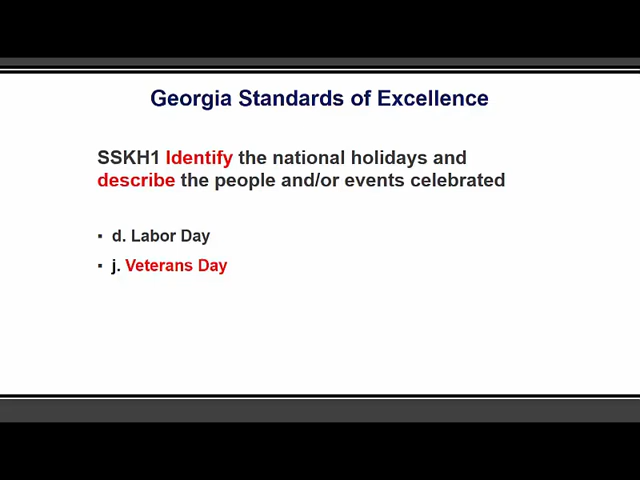 Georgia Standards of Excellence
SSKH1 Identify the national holidays and
describe the people and/or events celebrated
▪ d. Labor Day
▪ j. Veterans Day